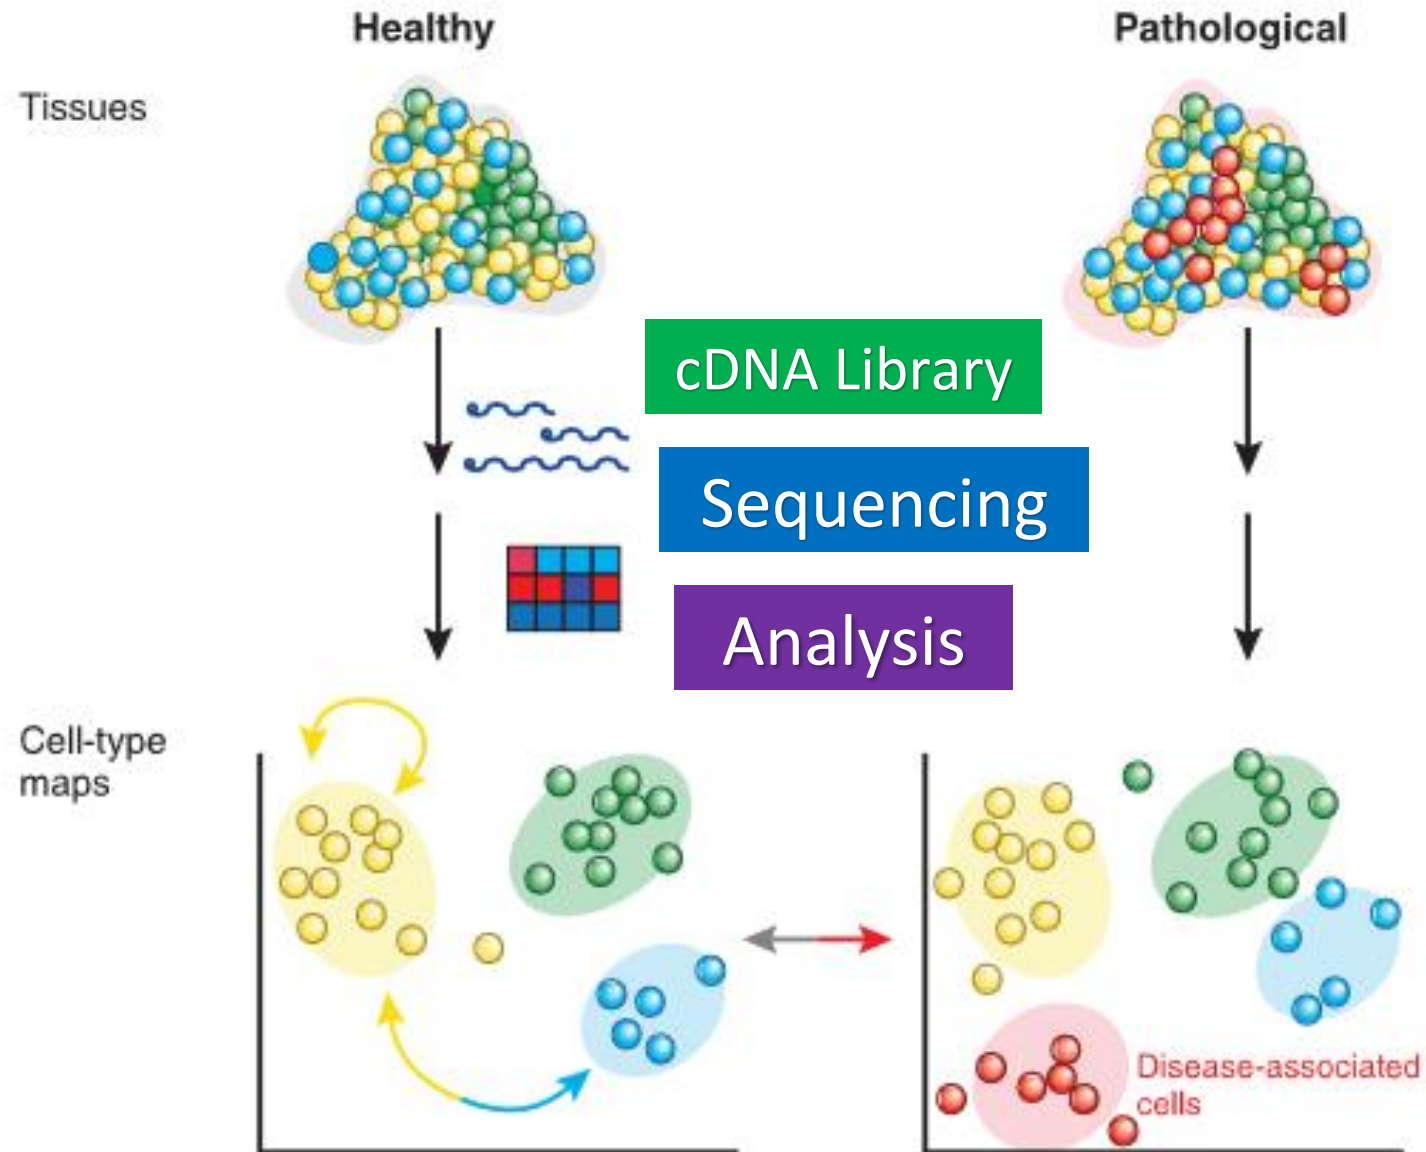 Healthy
Pathological
Tissues
cDNA Library
Sequencing
Analysis
Cell-type
maps
Disease-associated
cells